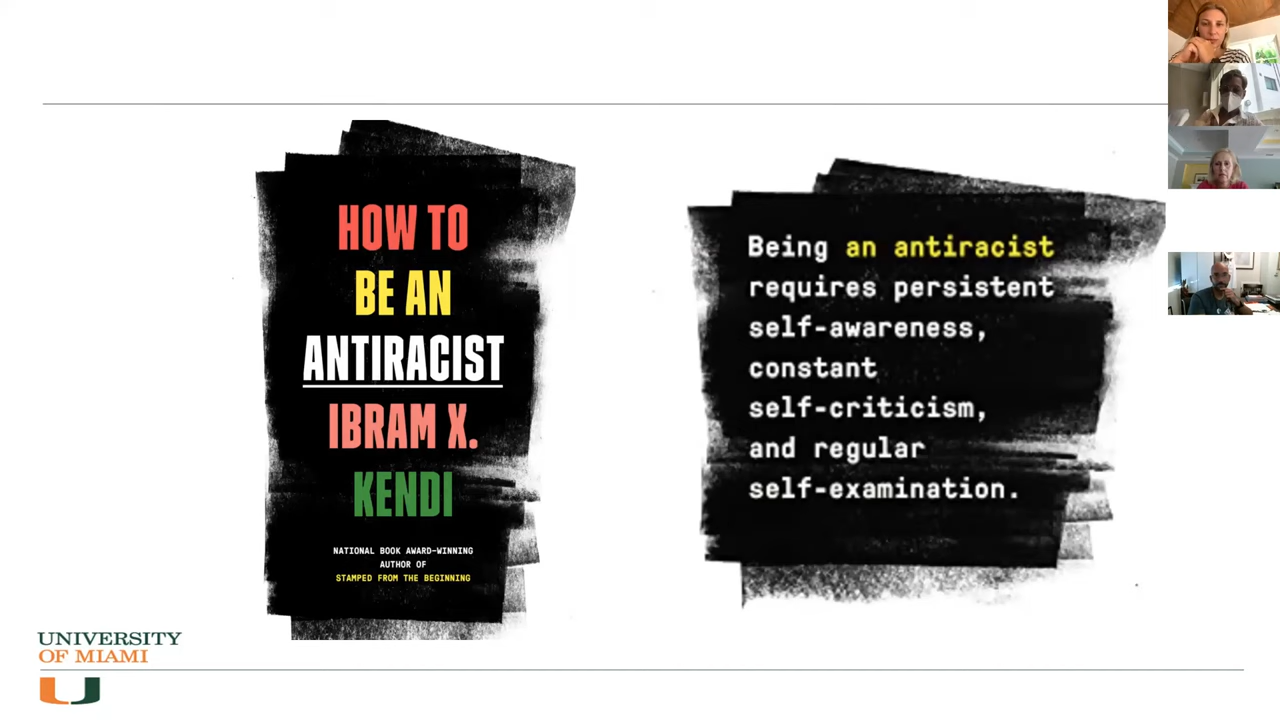 HOW TO
BE AN
ANTIRACIST
IBRAM X.
KENDI
NATIONAL BOOK AWARD-WINNING
AUTHOR OF
STAMPED FROM THE BEGINNING
Being an antiracist
requires persistent
self-awareness,
constant
self-criticism,
and regular
self-examination.
UNIVERSITY
OF MIAMI